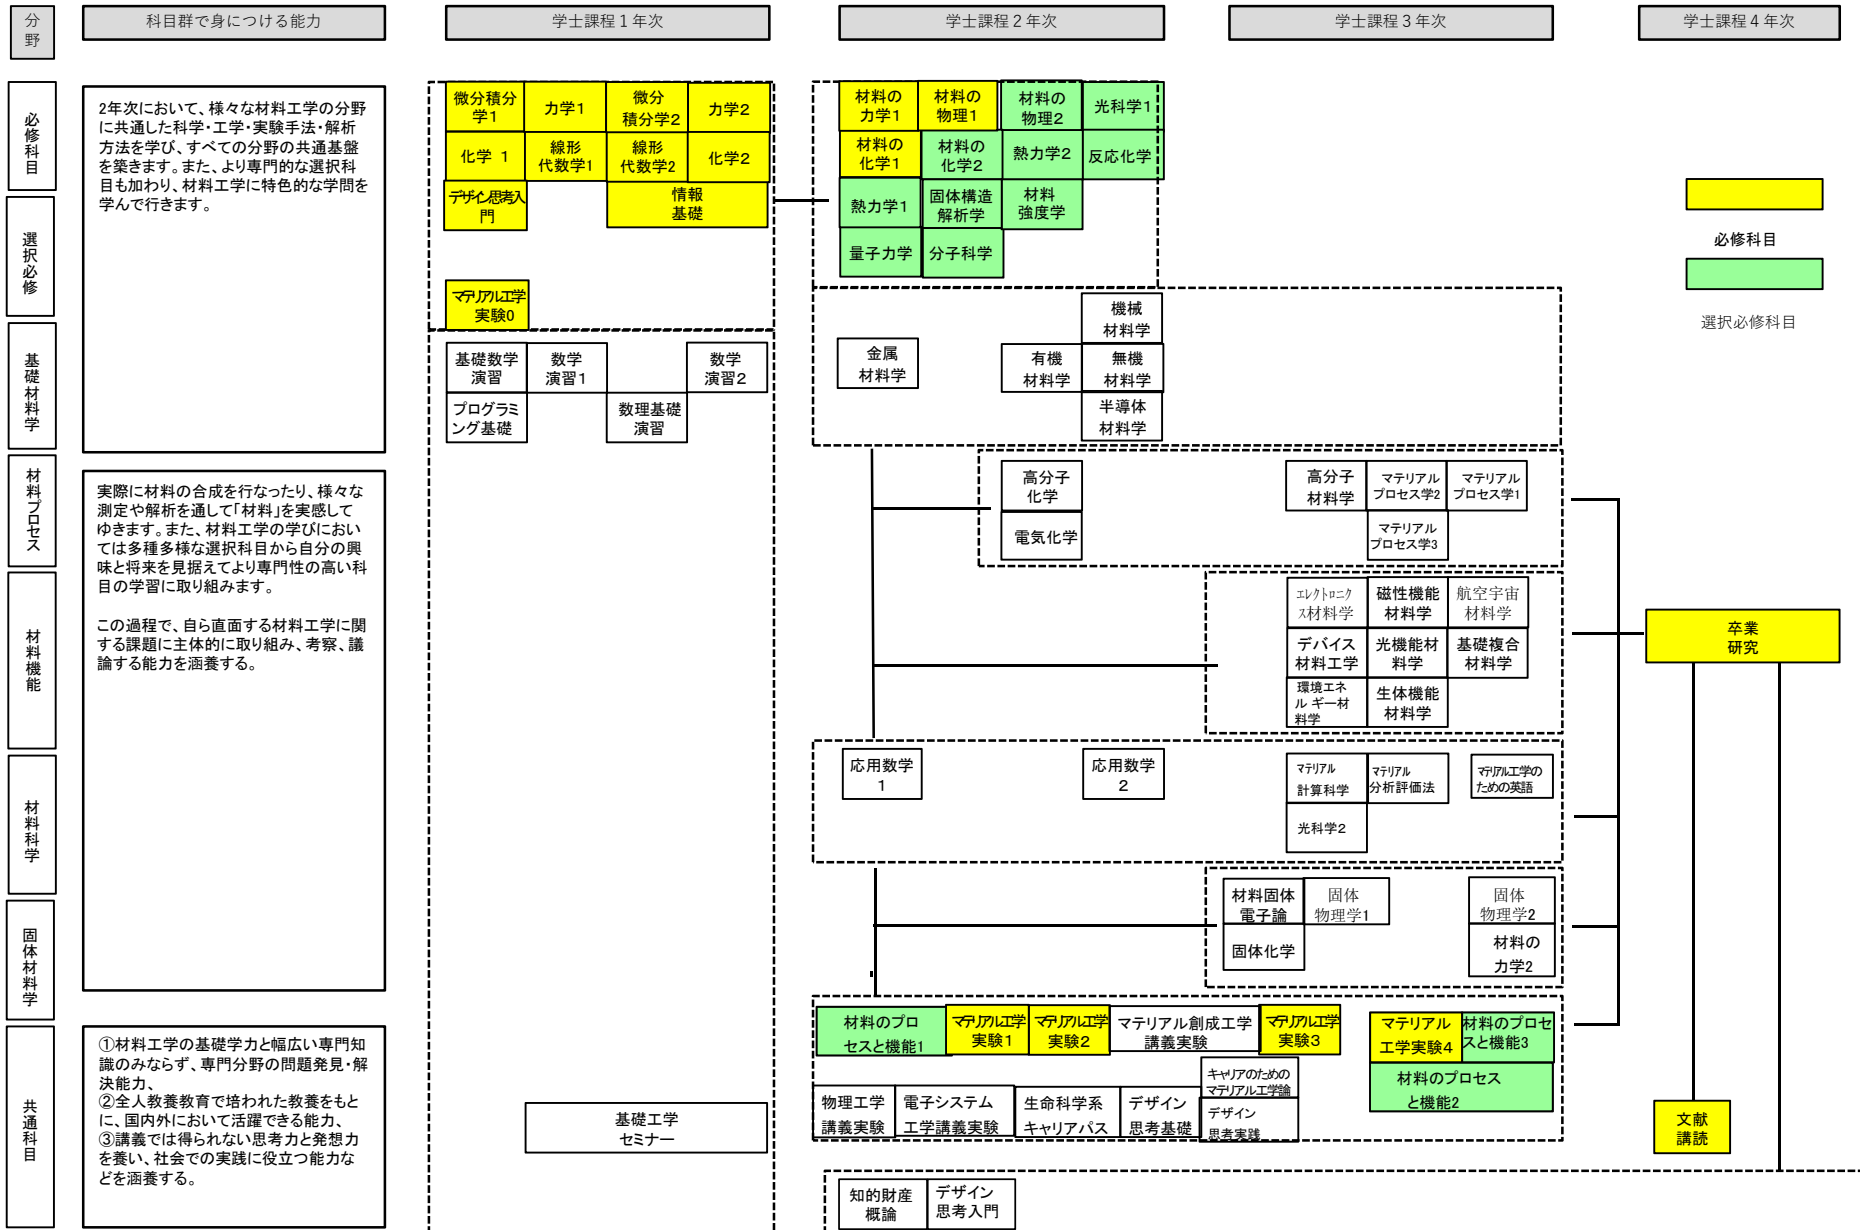 分
野
科目群で身につける能力
学士課程１年次
学士課程２年次
学士課程３年次
学士課程４年次
必修科目
選択必修
基礎材料学
材料プロセス
材料機能
材料科学
固体材料学
共通科目
2年次において、様々な材料工学の分野
に共通した科学・工学・実験手法・解析
方法を学び、すべての分野の共通基盤
を築きます。また、より専門的な選択科
目も加わり、材料工学に特色的な学問を
学んで行きます。
実際に材料の合成を行なったり、様々な
測定や解析を通して「材料」を実感して
ゆきます。また、材料工学の学びにおい
ては多種多様な選択科目から自分の興
味と将来を見据えてより専門性の高い科
目の学習に取り組みます。
この過程で、自ら直面する材料工学に関
する課題に主体的に取り組み、考察、議
論する能力を涵養する。
①材料工学の基礎学力と幅広い専門知
識のみならず、専門分野の問題発見・解
決能力、
②全人教養教育で培われた教養をもと
に、国内外において活躍できる能力、
③講義では得られない思考力と発想力
を養い、社会での実践に役立つ能力な
どを涵養する。
微分積分
学1
力学1
微分
積分学2
力学2
化学 1
線形
代数学1
線形
代数学2
化学2
デザイン思考入
門
情報
基礎
マテリアル工学
実験0
基礎数学
演習
数学
演習1
数学
演習2
プログラミ
ング基礎
数理基礎
演習
基礎工学
セミナー
材料の
力学1
材料の
物理1
材料の
物理2
光科学1
材料の
化学1
材料の
化学2
熱力学2
反応化学
熱力学1
固体構造
解析学
材料
強度学
量子力学
分子科学
機械
材料学
金属
材料学
有機
材料学
無機
材料学
半導体
材料学
高分子
化学
電気化学
高分子
材料学
マテリアル
プロセス学2
マテリアル
プロセス学1
マテリアル
プロセス学3
エレクトロニク
ス材料学
磁性機能
材料学
航空宇宙
材料学
デバイス
材料工学
光機能材
料学
基礎複合
材料学
環境エネ
ル ギー材
料学
生体機能
材料学
応用数学
1
応用数学
2
マテリアル
計算科学
マテリアル
分析評価法
マテリアル工学の
ための英語
光科学2
材料固体
電子論
固体
物理学1
固体
物理学2
固体化学
材料の
力学2
材料のプロ
セスと機能1
マテリアル工学
実験1
マテリアル工学
実験2
マテリアル創成工学
講義実験
マテリアル工学
実験3
マテリアル
工学実験4
材料のプロセ
スと機能3
材料のプロセス
と機能2
物理工学
講義実験
電子システム
工学講義実験
生命科学系
キャリアパス
デザイン
思考基礎
キャリアのための
マテリアル工学論
デザイン
思考実践
知的財産
概論
デザイン
思考入門
必修科目
選択必修科目
卒業
研究
文献
講読